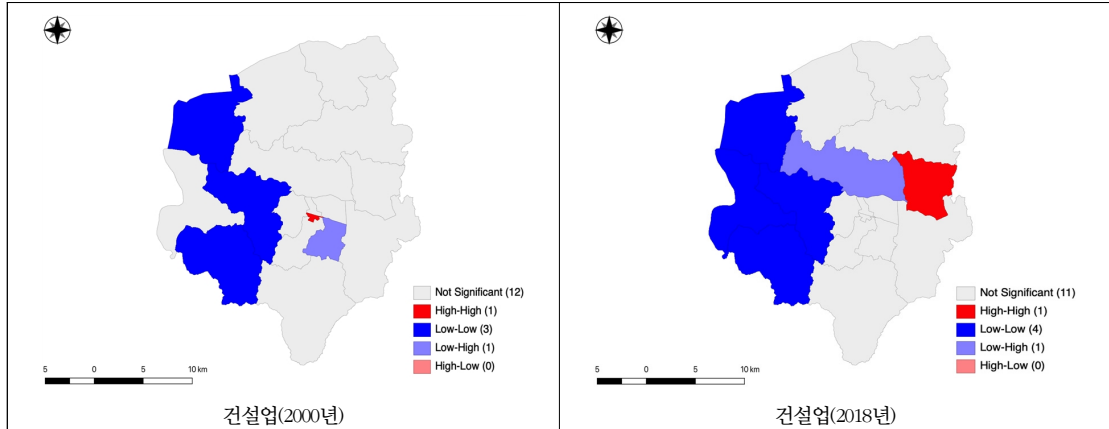 Not Significant (12)
High-High (1)
Low-Low (3)
Low-High (1)
High-Low (0)
5 0 5 10 km
건설업(2000년)
Not Significant (11)
High-High (1)
Low-Low (4)
Low-High (1)
High-Low (0)
5 0 5 10 km
건설업(2018년)